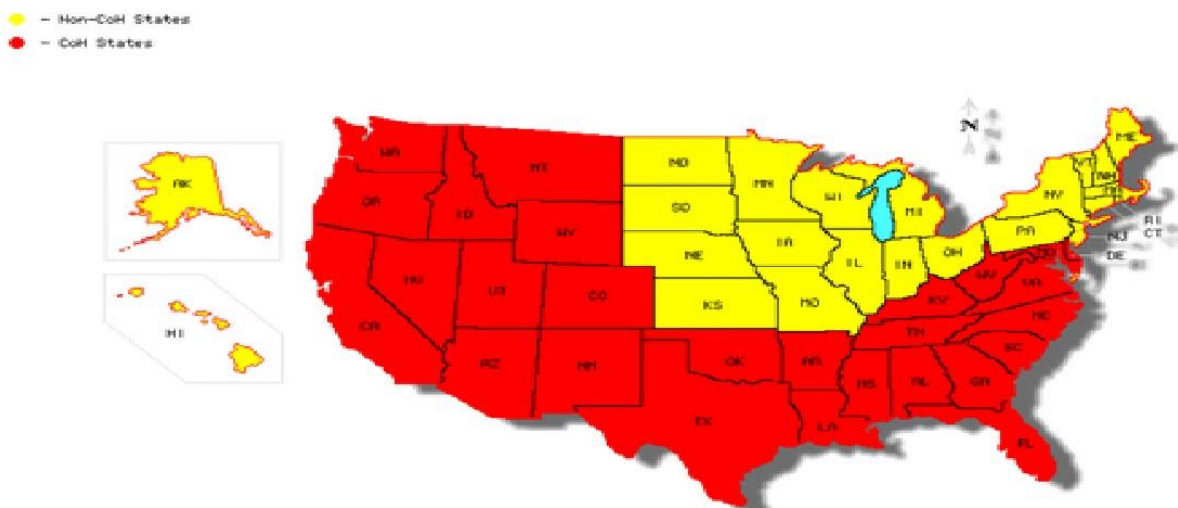 - Non-CoH States
- CoH States
N
ME
WA
VT
ND
MT
NH
AK
MN
NY
OR
WI
MI
ID
SD
RI
WY
PA
CT
NJ
IA
OH
NE
DE
IL
IN
NV
UT
WV
CO
VA
MO
KS
KY
NC
CA
TN
HI
SC
OK
AR
AZ
NM
MS
AL
GA
TX
LA
FL